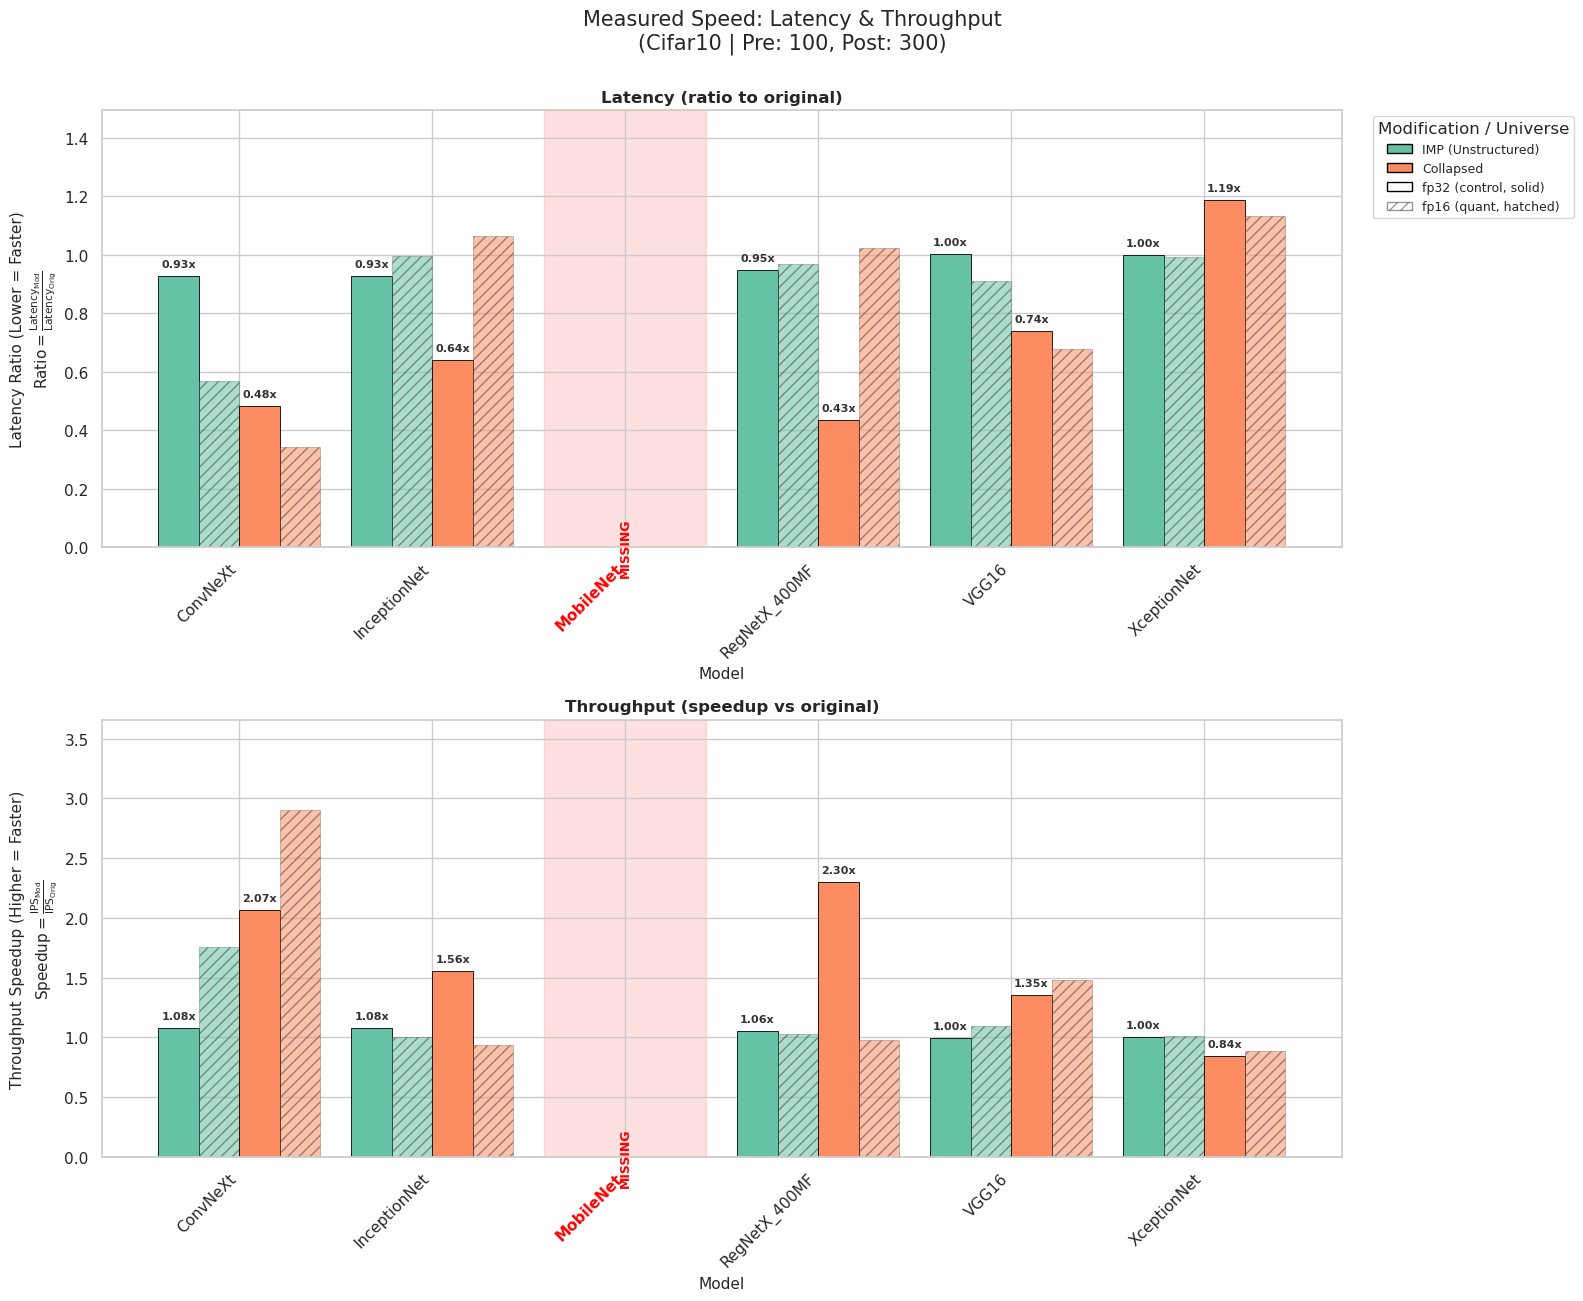 Measured Speed: Latency & Throughput
(Cifar10 | Pre: 100, Post: 300)
Latency (ratio to original)
Latency Ratio (Lower = Faster)
Ratio = Latency_Mod / Latency_Orig
1.4
1.2
1.0
0.8
0.6
0.4
0.2
0.0
0.93x
0.48x
0.93x
0.64x
MISSING
0.95x
0.43x
1.00x
0.74x
1.00x
1.19x
ConvNeXt
InceptionNet
MobileNet
RegNetX_400MF
VGG16
XceptionNet
Model
Modification / Universe
IMP (Unstructured)
Collapsed
fp32 (control, solid)
fp16 (quant, hatched)
Throughput (speedup vs original)
Throughput Speedup (Higher = Faster)
Speedup = IPS_Mod / IPS_Orig
3.5
3.0
2.5
2.0
1.5
1.0
0.5
0.0
1.08x
2.07x
1.08x
1.56x
MISSING
1.06x
2.30x
1.00x
1.35x
1.00x
0.84x
ConvNeXt
InceptionNet
MobileNet
RegNetX_400MF
VGG16
XceptionNet
Model